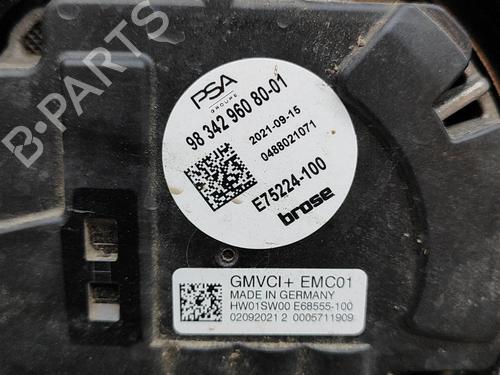 B-PARTS
PSA
GROUPE
98 342 960 80-01
2021-09-15
0488021071
E75224-100
brose
GMVCI+ EMC01
MADE IN GERMANY
HW01SW00 E68555-100
02092021 2 0005711909